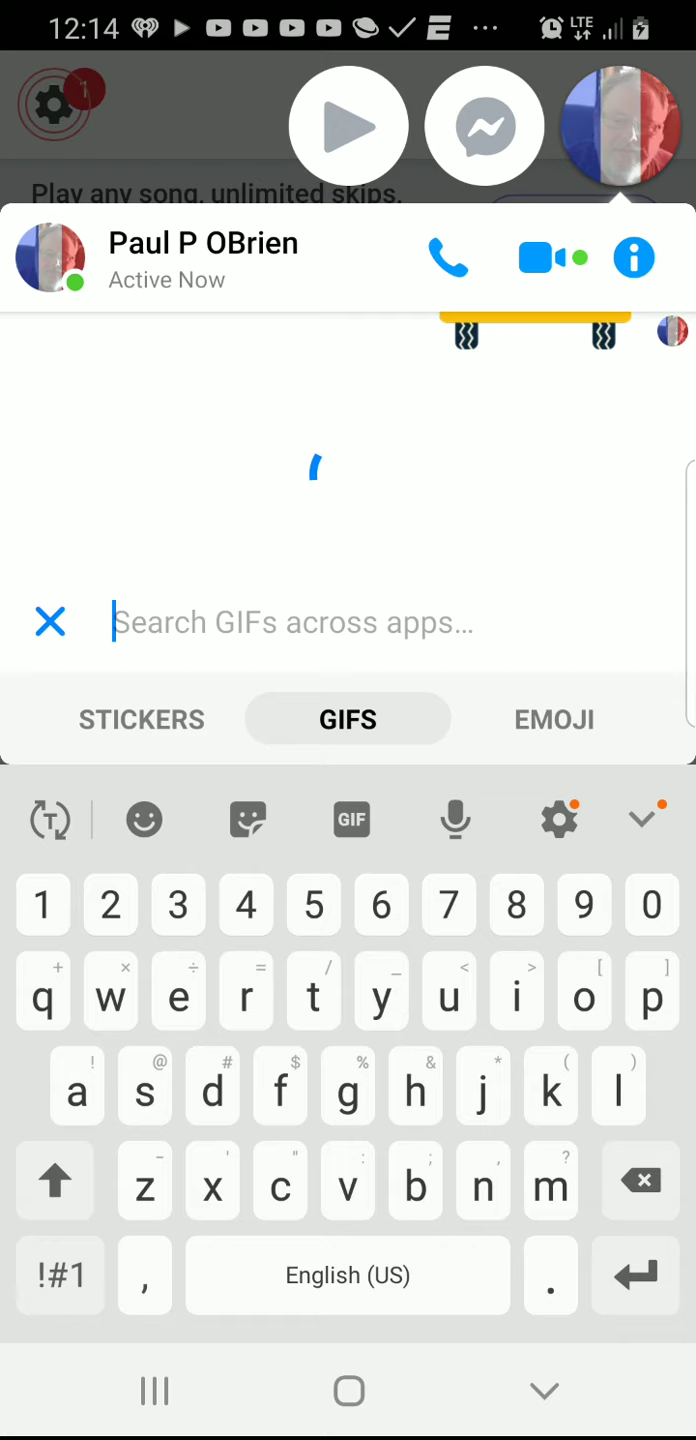 12:14 LTE
1
Play any song, unlimited skips.
Paul P OBrien
Active Now
Search GIFs across apps...
STICKERS GIFS EMOJI
T GIF
1 2 3 4 5 6 7 8 9 0
+ × ÷ = / _ < > [ ]
q w e r t y u i o p
! @ # $ % & * ( )
a s d f g h j k l
- ' " : ; , ?
z x c v b n m
!#1 , English (US) .